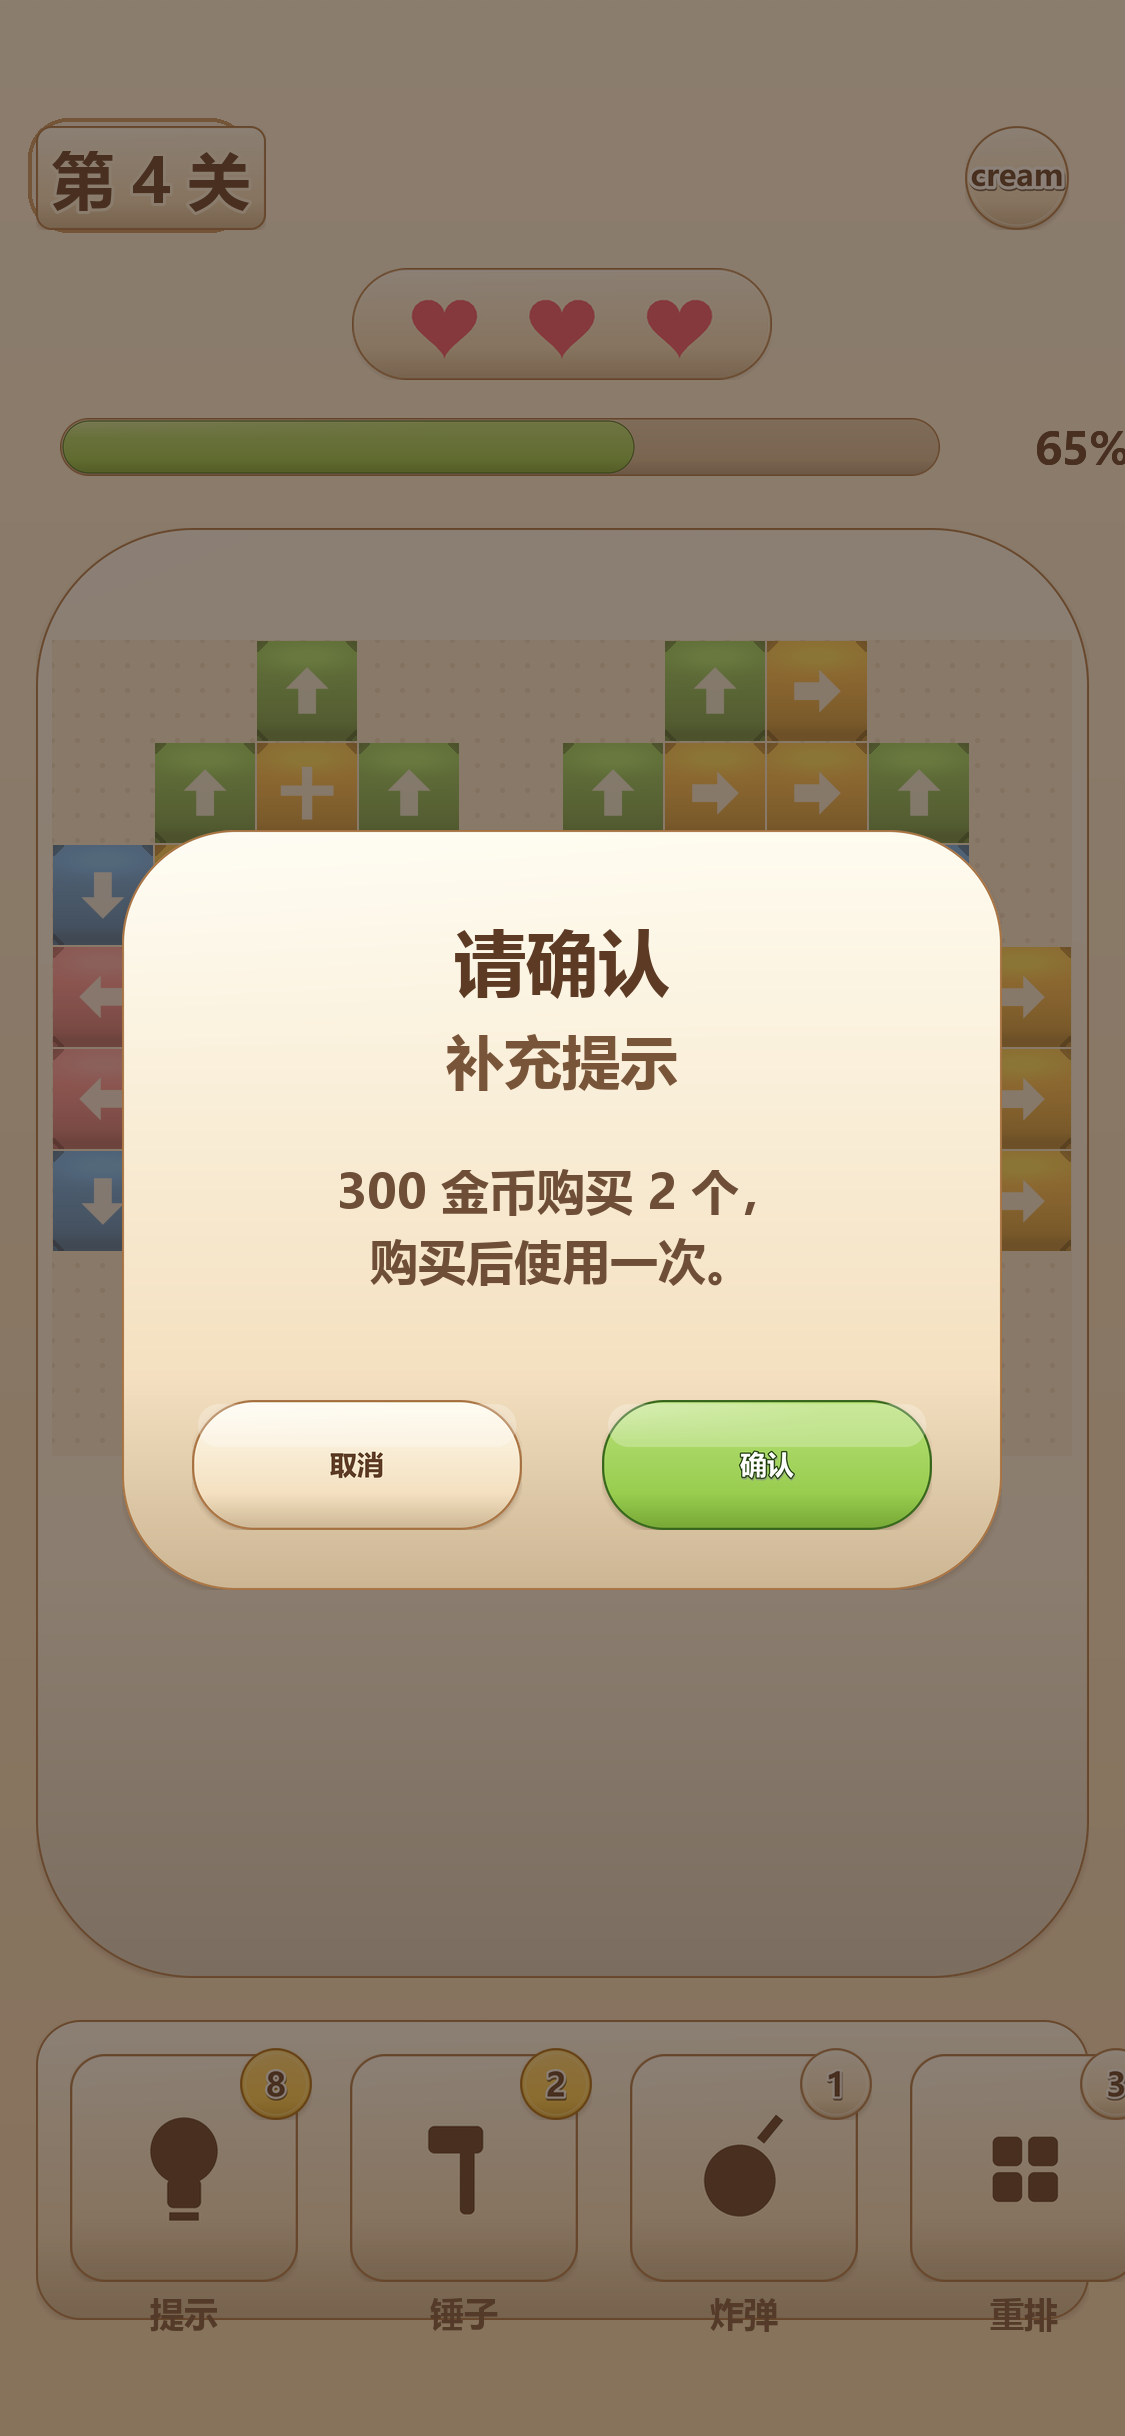 第 4 关
cream
65%
请确认
补充提示
300 金币购买 2 个，
购买后使用一次。
取消
确认
8
2
1
3
提示
锤子
炸弹
重排